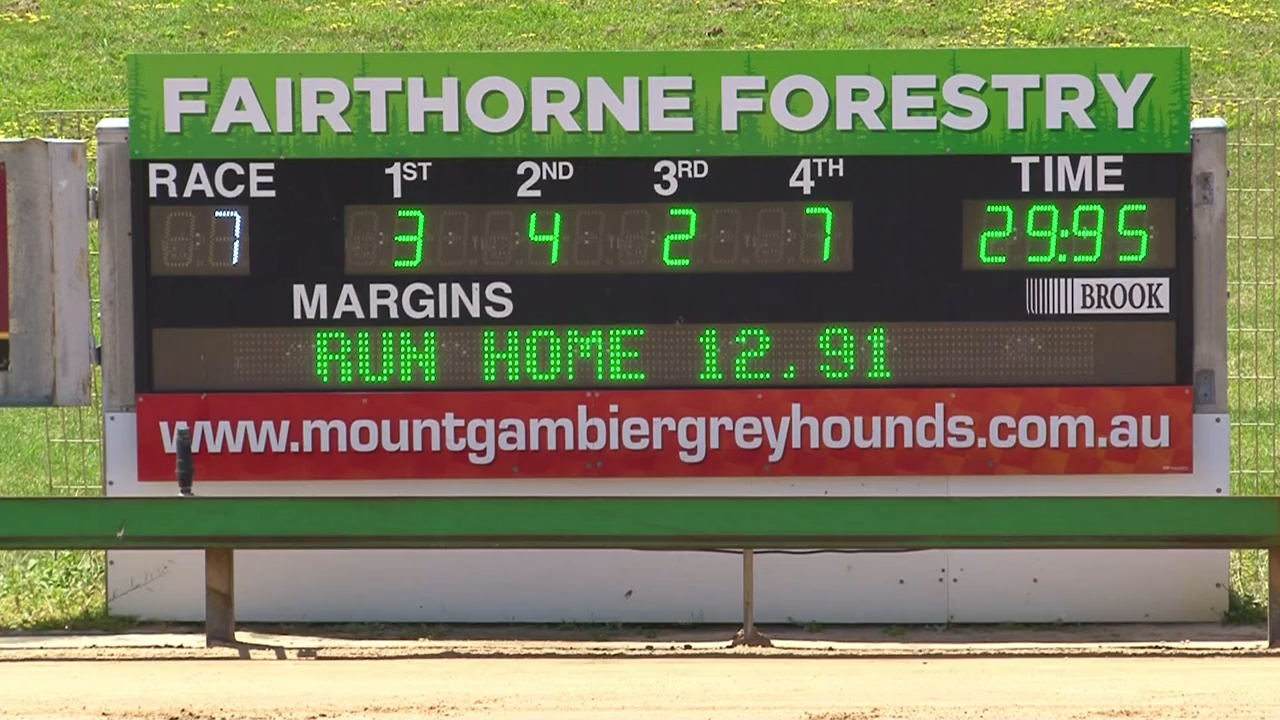 FAIRTHORNE FORESTRY
RACE 1ST 2ND 3RD 4TH TIME
7 3 4 2 7 29:95
MARGINS BROOK
RUN HOME 12.91
www.mountgambiergreyhounds.com.au